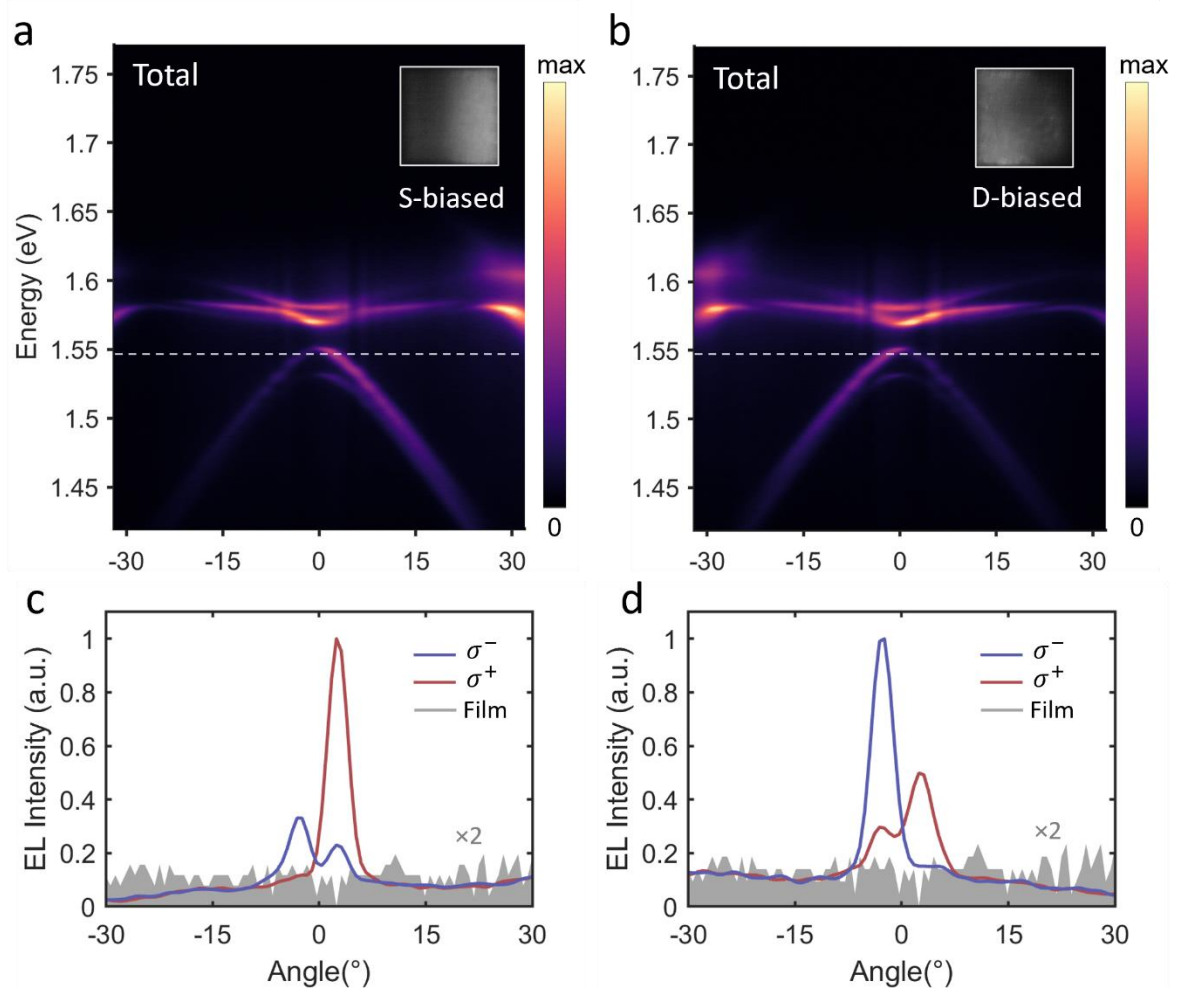 a
Total
S-biased
max
0
Energy (eV)
1.75
1.7
1.65
1.6
1.55
1.5
1.45
-30 -15 0 15 30
b
Total
D-biased
max
0
1.75
1.7
1.65
1.6
1.55
1.5
1.45
-30 -15 0 15 30
c
σ⁻
σ⁺
Film
×2
EL Intensity (a.u.)
1
0.8
0.6
0.4
0.2
0
-30 -15 0 15 30
Angle(°)
d
σ⁻
σ⁺
Film
×2
EL Intensity (a.u.)
1
0.8
0.6
0.4
0.2
0
-30 -15 0 15 30
Angle(°)